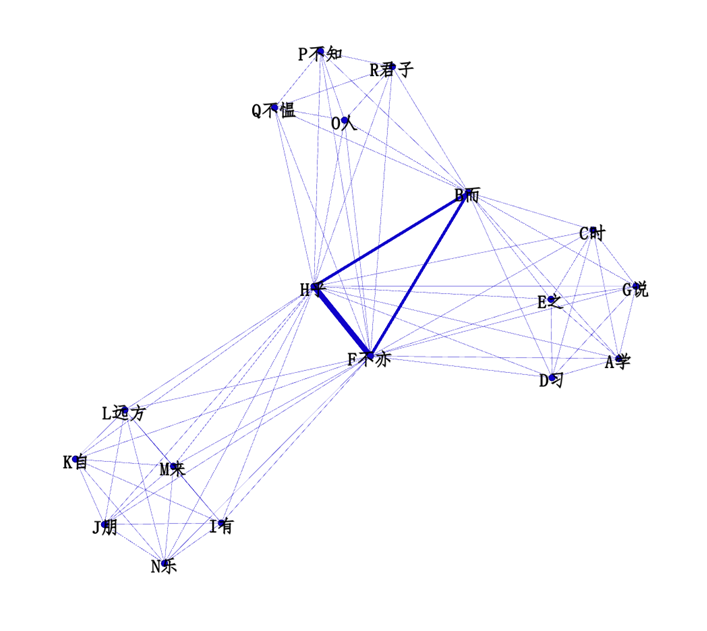 P不知
R君子
Q不愠
O人
B而
C时
H乎
G说
E之
F不亦
A学
D习
L远方
K自
M来
J朋
I有
N乐